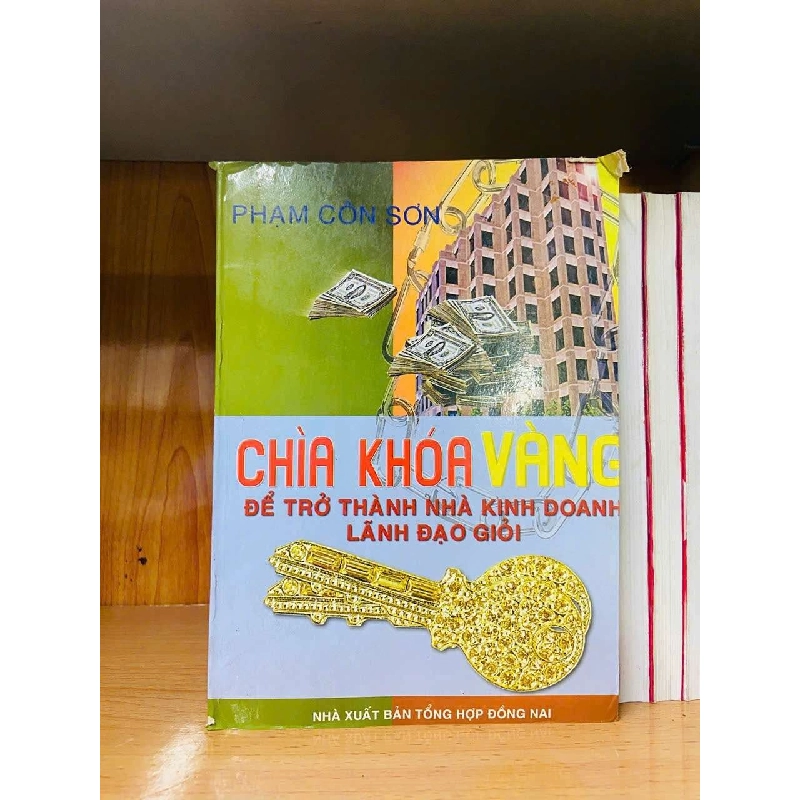 PHẠM CÔN SƠN
CHÌA KHÓA VÀNG
ĐỂ TRỞ THÀNH NHÀ KINH DOANH
LÃNH ĐẠO GIỎI
NHÀ XUẤT BẢN TỔNG HỢP ĐỒNG NAI